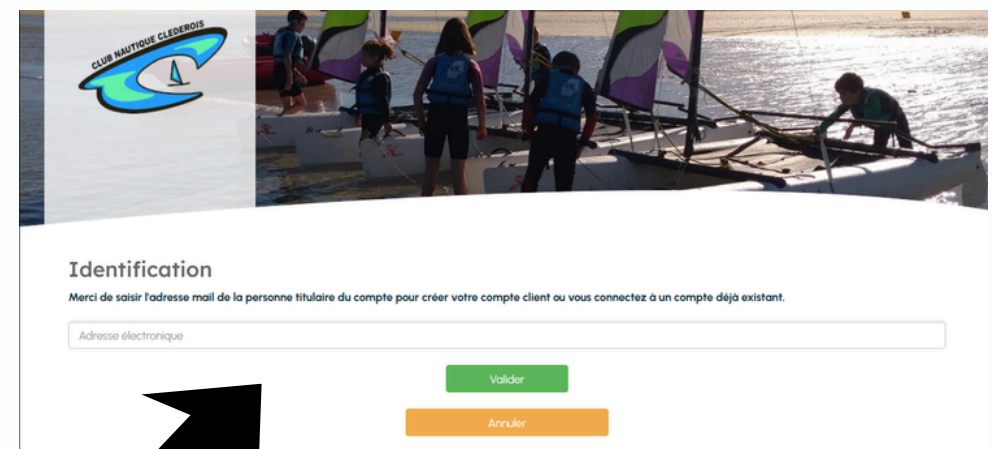 CLUB NAUTIQUE CLEDEROIS
Identification
Merci de saisir l'adresse mail de la personne titulaire du compte pour créer votre compte client ou vous connectez à un compte déjà existant.
Adresse électronique
Valider
Annuler